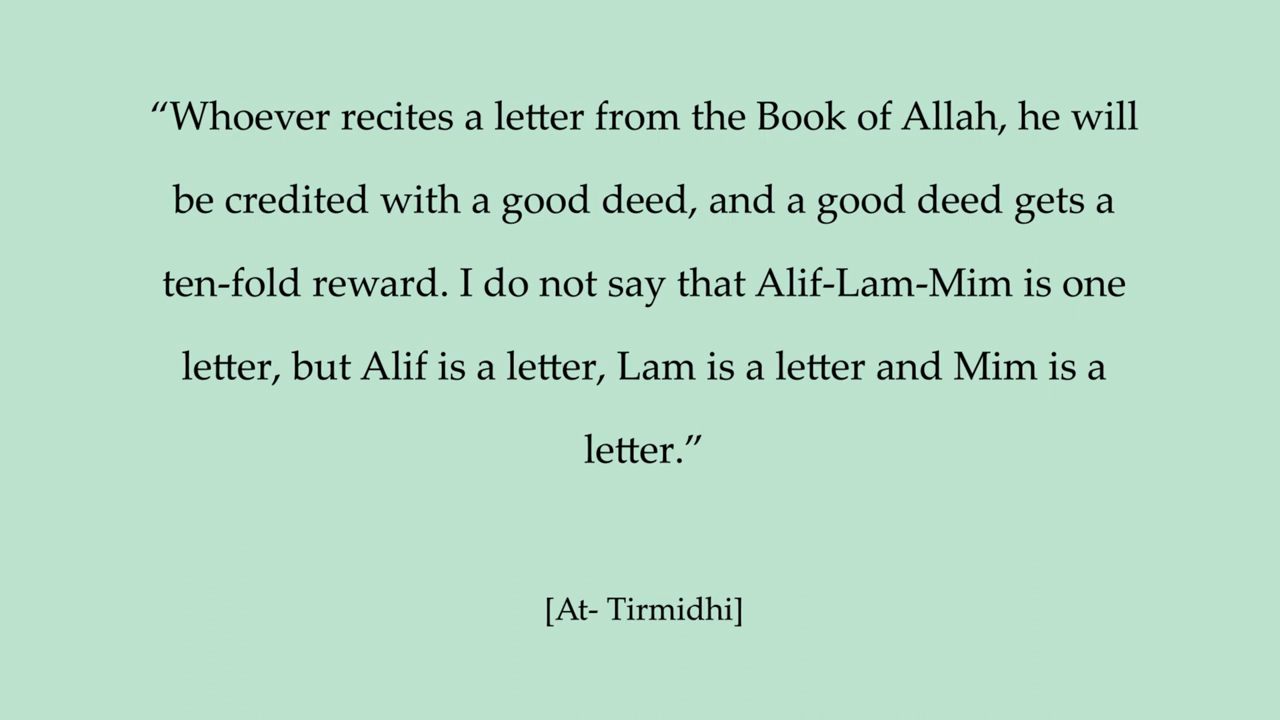 “Whoever recites a letter from the Book of Allah, he will
be credited with a good deed, and a good deed gets a
ten-fold reward. I do not say that Alif-Lam-Mim is one
letter, but Alif is a letter, Lam is a letter and Mim is a
letter.”
[At- Tirmidhi]